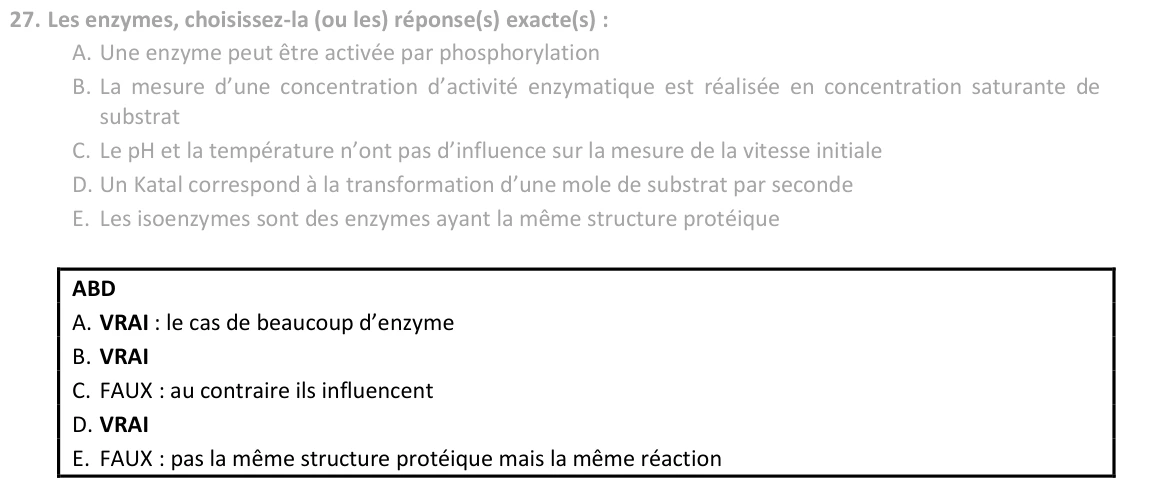 27. Les enzymes, choisissez-la (ou les) réponse(s) exacte(s) :
A. Une enzyme peut être activée par phosphorylation
B. La mesure d’une concentration d’activité enzymatique est réalisée en concentration saturante de
substrat
C. Le pH et la température n’ont pas d’influence sur la mesure de la vitesse initiale
D. Un Katal correspond à la transformation d’une mole de substrat par seconde
E. Les isoenzymes sont des enzymes ayant la même structure protéique
ABD
A. VRAI : le cas de beaucoup d’enzyme
B. VRAI
C. FAUX : au contraire ils influencent
D. VRAI
E. FAUX : pas la même structure protéique mais la même réaction